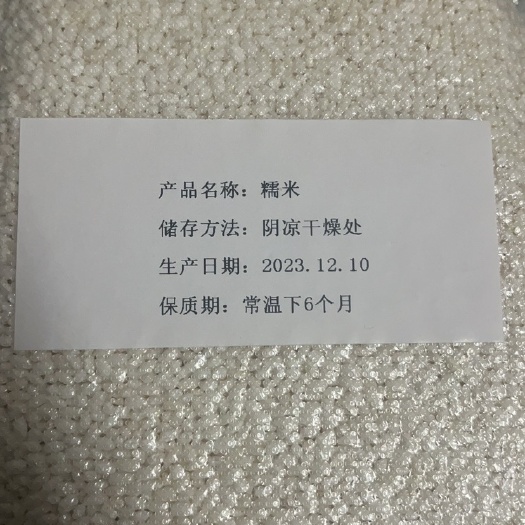 产品名称：糯米
储存方法：阴凉干燥处
生产日期：2023.12.10
保质期：常温下6个月